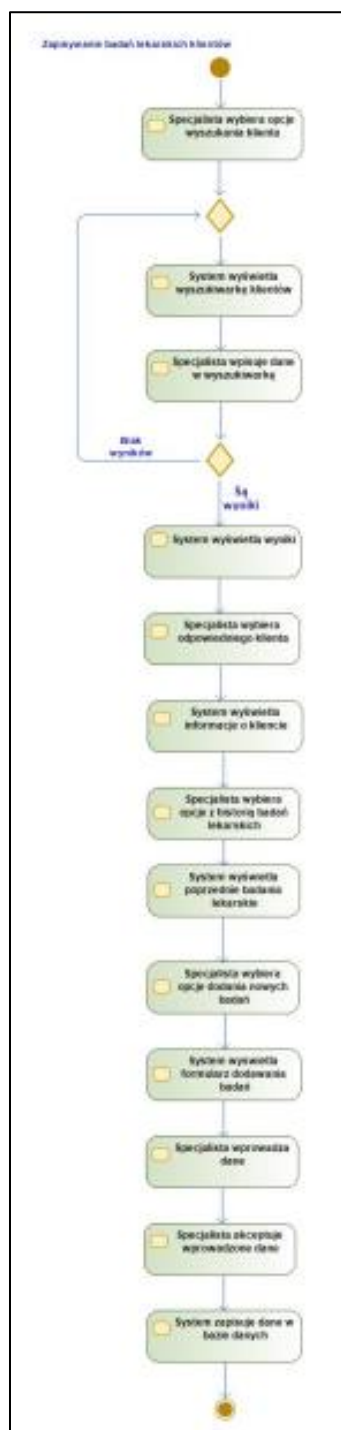 Zapisywanie badań lekarskich klientów
Specjalista wybiera opcje
wyszukania klienta
System wyświetla
wyszukiwarkę klientów
Specjalista wpisuje dane
w wyszukiwarkę
Brak
wyników
Są
wyniki
System wyświetla wyniki
Specjalista wybiera
odpowiedniego klienta
System wyświetla
informacje o kliencie
Specjalista wybiera
opcje z historią badań
lekarskich
System wyświetla
poprzednie badania
lekarskie
Specjalista wybiera
opcje dodania nowych
badań
System wyświetla
formularz dodawania
badań
Specjalista wprowadza
dane
Specjalista akceptuje
wprowadzone dane
System zapisuje dane w
bazie danych